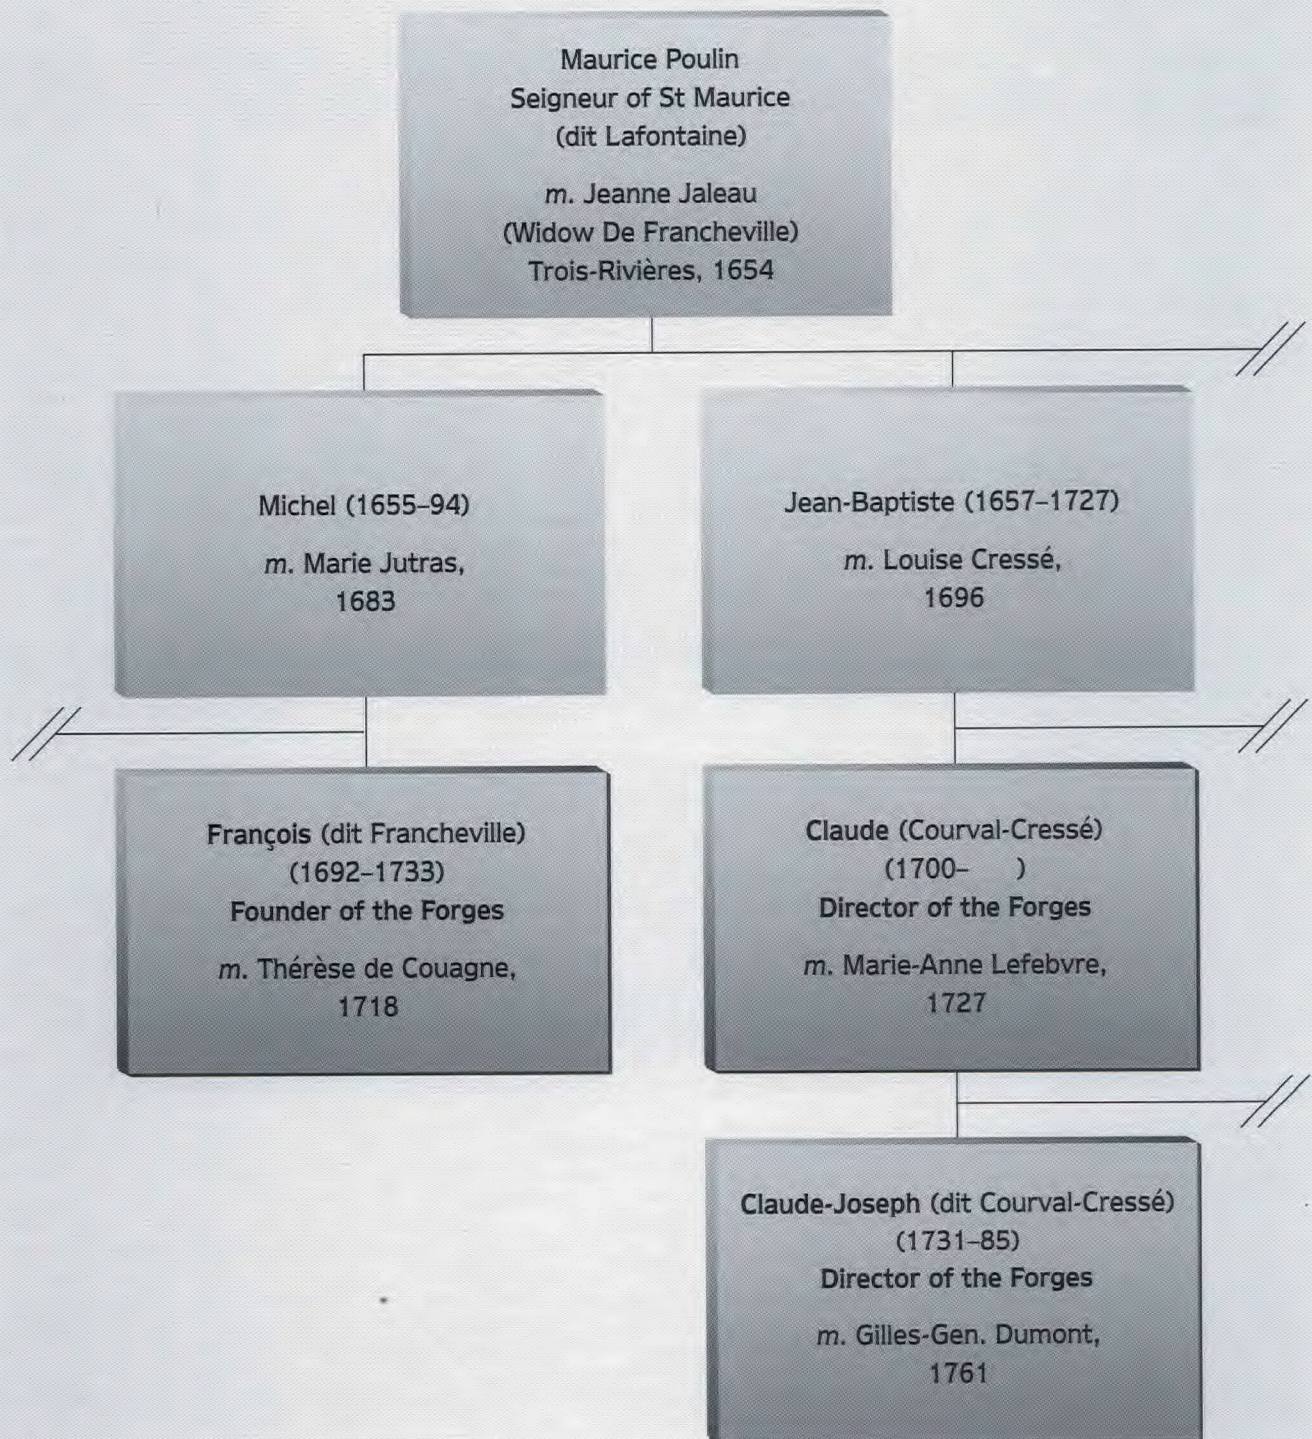 Maurice Poulin
Seigneur of St Maurice
(dit Lafontaine)
m. Jeanne Jaleau
(Widow De Francheville)
Trois-Rivières, 1654
Michel (1655–94)
m. Marie Jutras,
1683
Jean-Baptiste (1657–1727)
m. Louise Cressé,
1696
François (dit Francheville)
(1692–1733)
Founder of the Forges
m. Thérèse de Couagne,
1718
Claude (Courval-Cressé)
(1700– )
Director of the Forges
m. Marie-Anne Lefebvre,
1727
Claude-Joseph (dit Courval-Cressé)
(1731–85)
Director of the Forges
m. Gilles-Gen. Dumont,
1761